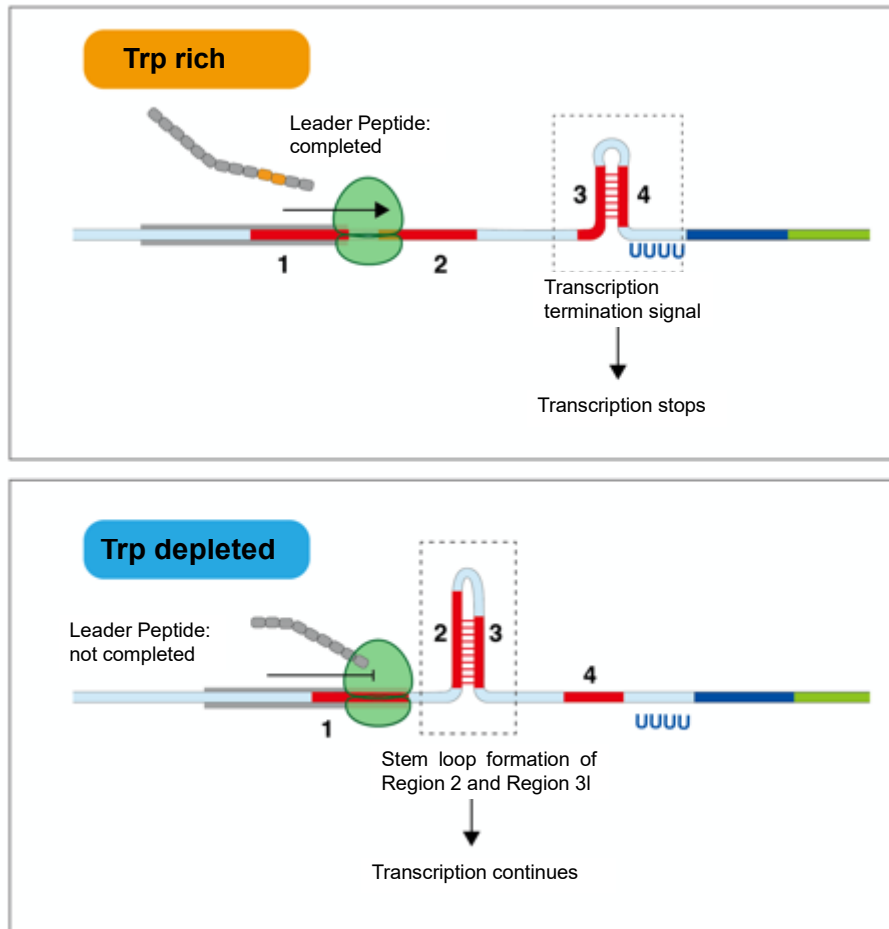 Trp rich
Leader Peptide:
completed
3
4
1
2
UUUU
Transcription
termination signal
Transcription stops
Trp depleted
Leader Peptide:
not completed
2
3
4
1
UUUU
Stem loop formation of
Region 2 and Region 3l
Transcription continues